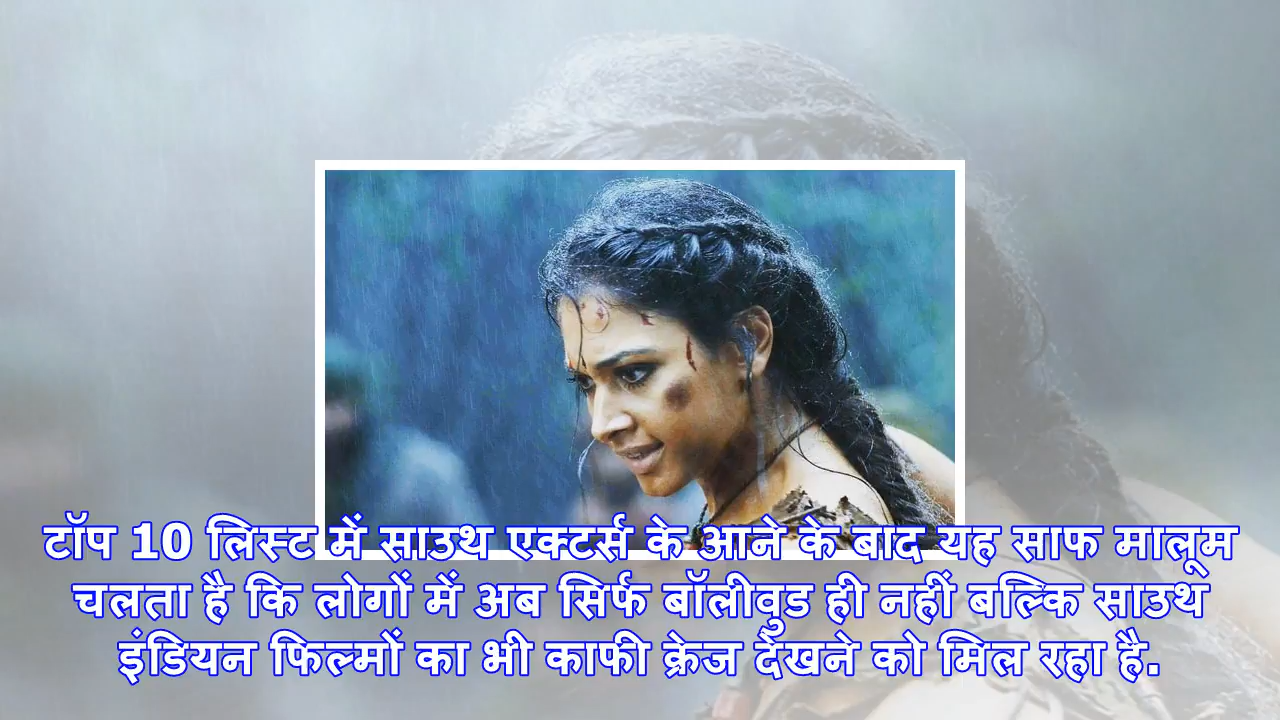 टॉप 10 लिस्ट में साउथ एक्टर्स के आने के बाद यह साफ मालूम
चलता है कि लोगों में अब सिर्फ बॉलीवुड ही नहीं बल्कि साउथ
इंडियन फिल्मों का भी काफी क्रेज देखने को मिल रहा है.